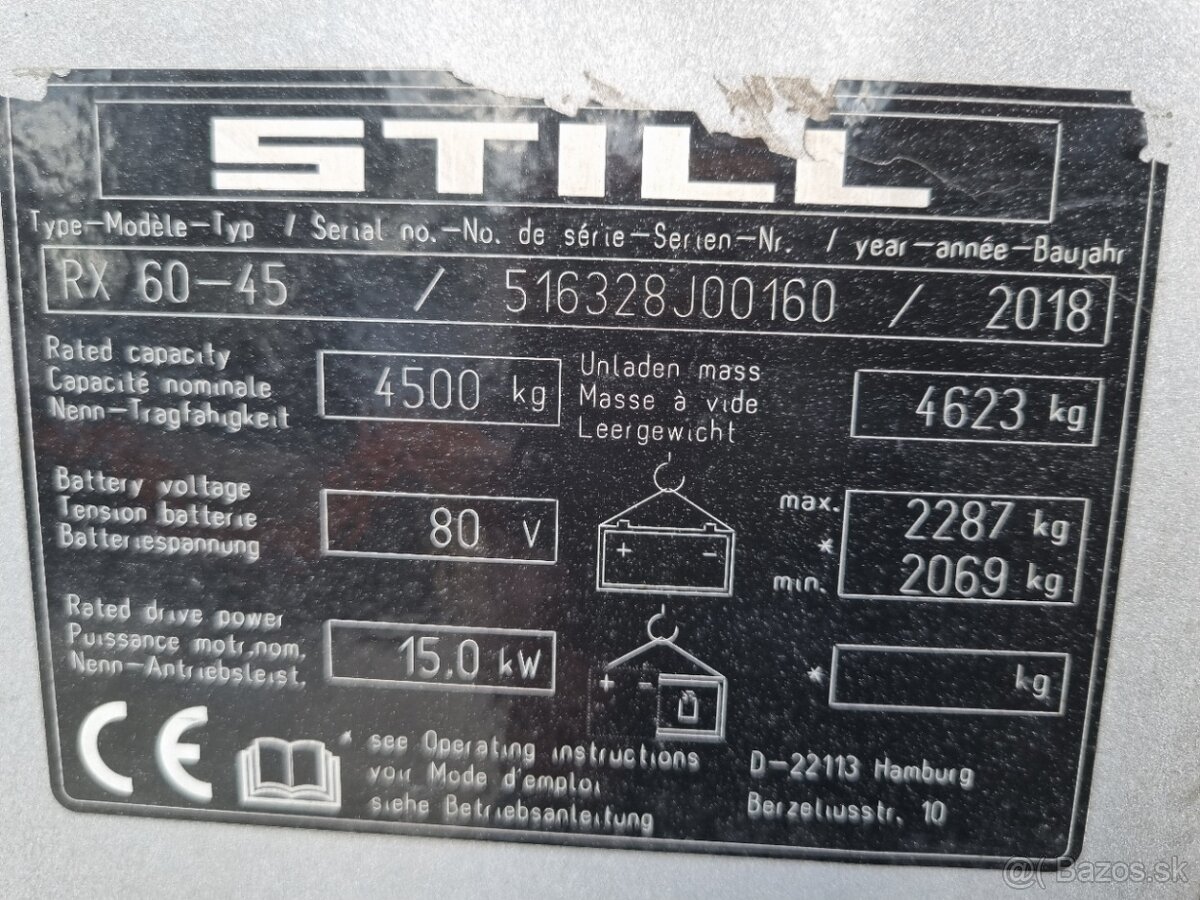 STILL
Type-Modèle-Typ / Serial no.-No. de série-Serien-Nr. / year-année-Baujahr
RX 60-45 / 516328J00160 / 2018
Rated capacity
Capacité nominale
Nenn-Tragfähigkeit
4500 kg
Unladen mass
Masse à vide
Leergewicht
4623 kg
Battery voltage
Tension batterie
Batteriespannung
80 V
+ -
max. 2287 kg
*
min. 2069 kg
Rated drive power
Puissance motr.nom.
Nenn-Antriebsleist.
15.0 kW
+ -
* kg
CE
* see Operating instructions
voir Mode d'emploi
siehe Betriebsanleitung
D-22113 Hamburg
Berzeliusstr. 10
@( Bazos.sk